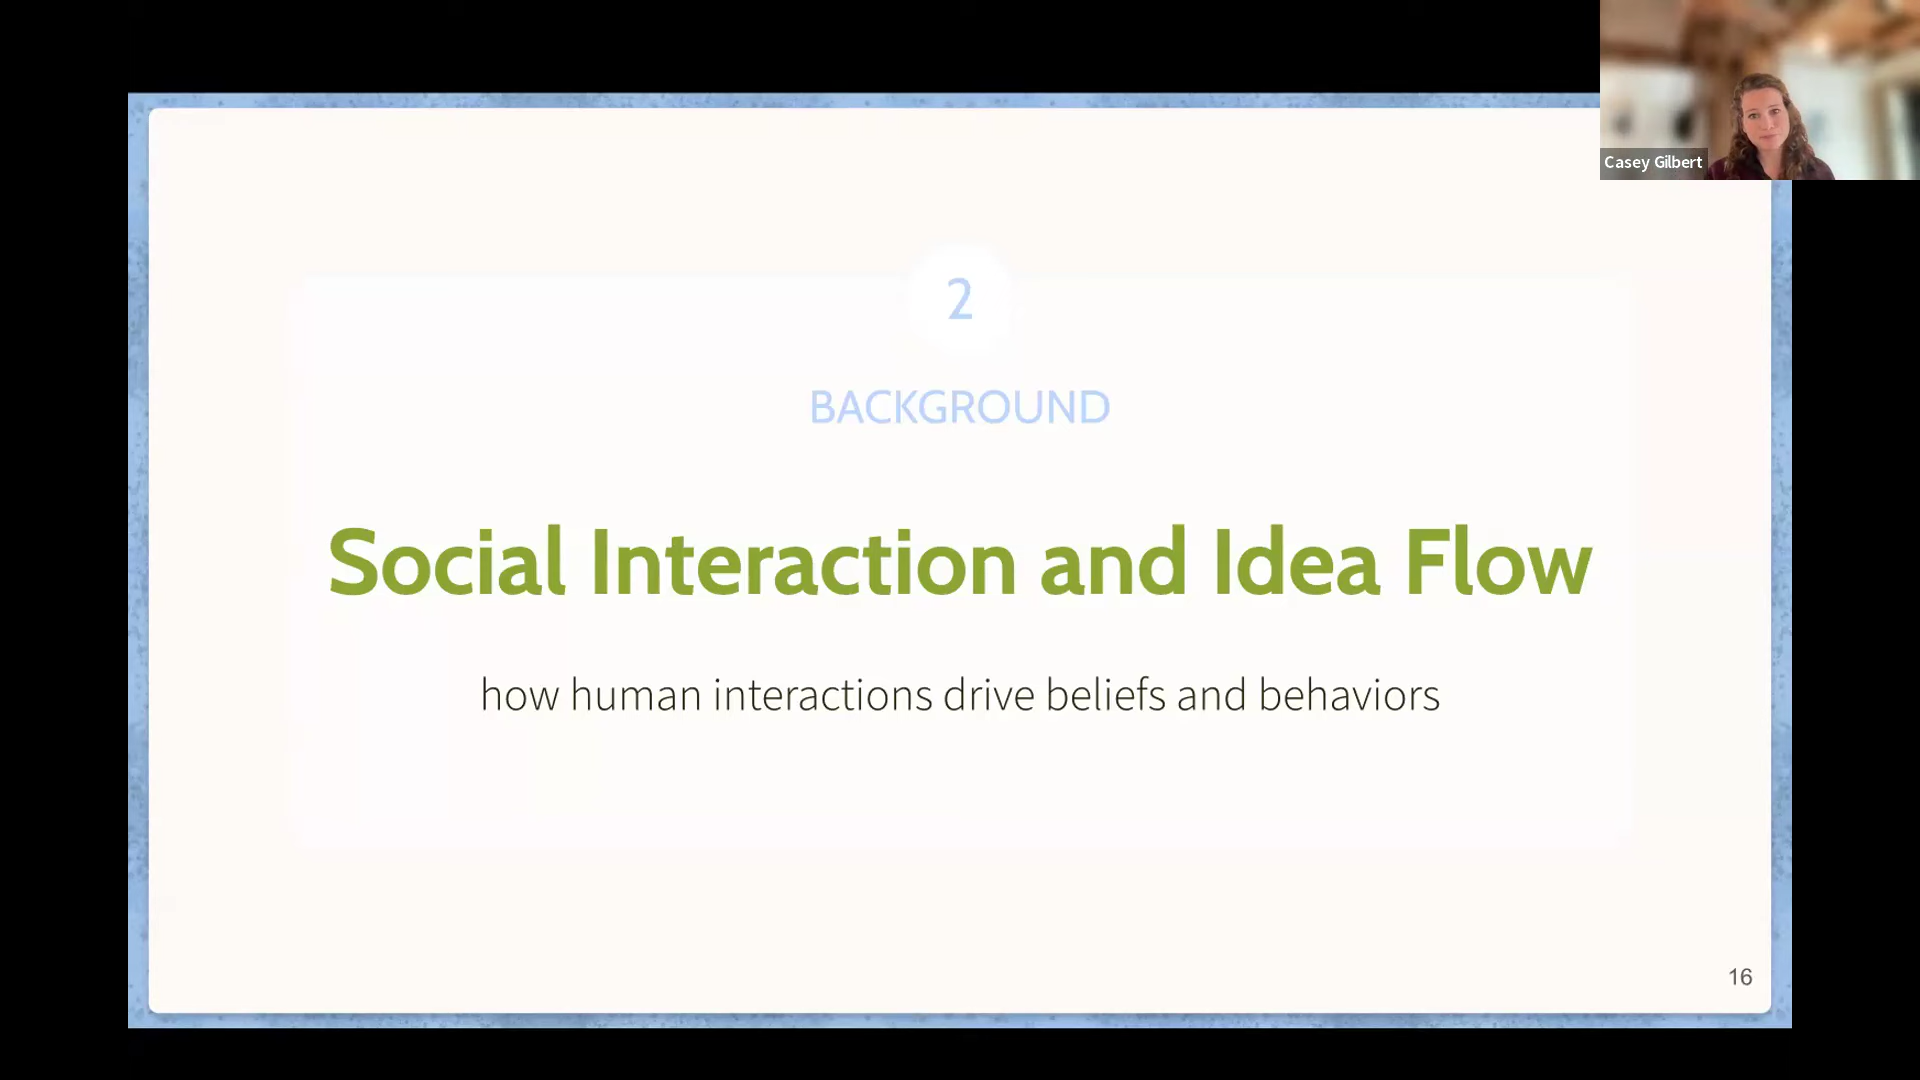 Casey Gilbert
2
BACKGROUND
Social Interaction and Idea Flow
how human interactions drive beliefs and behaviors
16